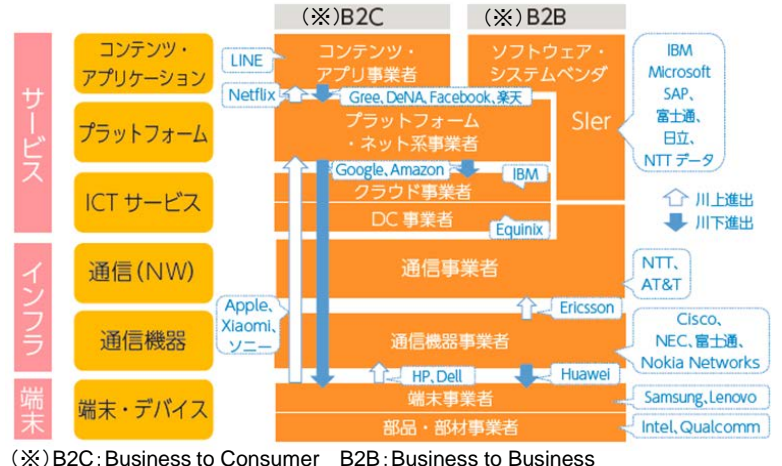 (※)B2C
(※)B2B
サービス
インフラ
端末
コンテンツ・
アプリケーション
プラットフォーム
ICT サービス
通信(NW)
通信機器
端末・デバイス
コンテンツ・
アプリ事業者
ソフトウェア・
システムベンダ
LINE
Netflix
Gree、DeNA、Facebook、楽天
プラットフォーム
・ネット系事業者
SIer
IBM
Microsoft
SAP、
富士通、
日立、
NTT データ
Google、Amazon
IBM
クラウド事業者
DC 事業者
Equinix
川上進出
川下進出
通信事業者
NTT、
AT&T
Apple、
Xiaomi、
ソニー
Ericsson
通信機器事業者
Cisco、
NEC、富士通、
Nokia Networks
HP、Dell
Huawei
端末事業者
Samsung、Lenovo
部品・部材事業者
Intel、Qualcomm
(※)B2C:Business to Consumer B2B:Business to Business